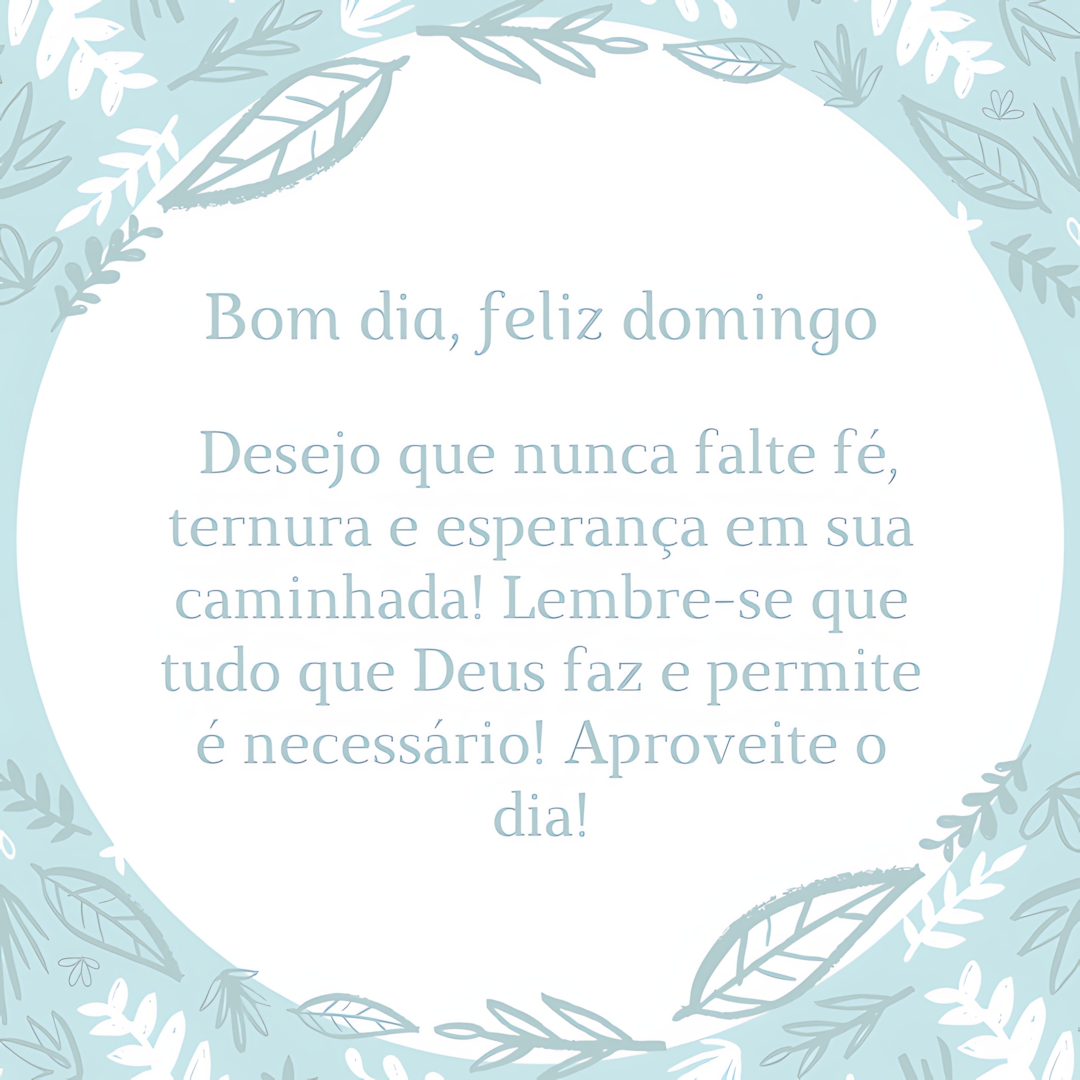 Bom dia, feliz domingo
Desejo que nunca falte fé,
ternura e esperança em sua
caminhada! Lembre-se que
tudo que Deus faz e permite
é necessário! Aproveite o
dia!